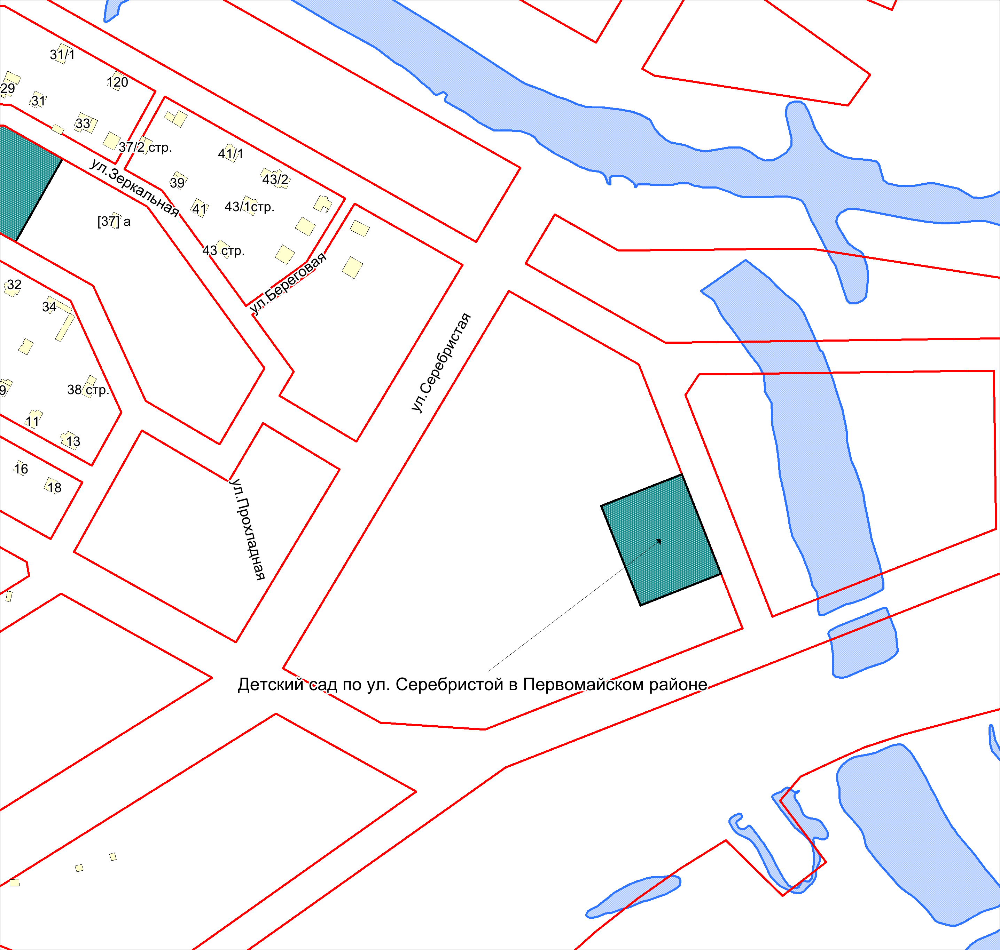 31/1
120
29
31
33
37/2 стр.
41/1
ул.Зеркальная
39
43/2
41
43/1стр.
[37] а
43 стр.
ул.Береговая
32
34
ул.Серебристая
9
38 стр.
11
13
16
18
ул.Прохладная
Детский сад по ул. Серебристой в Первомайском районе